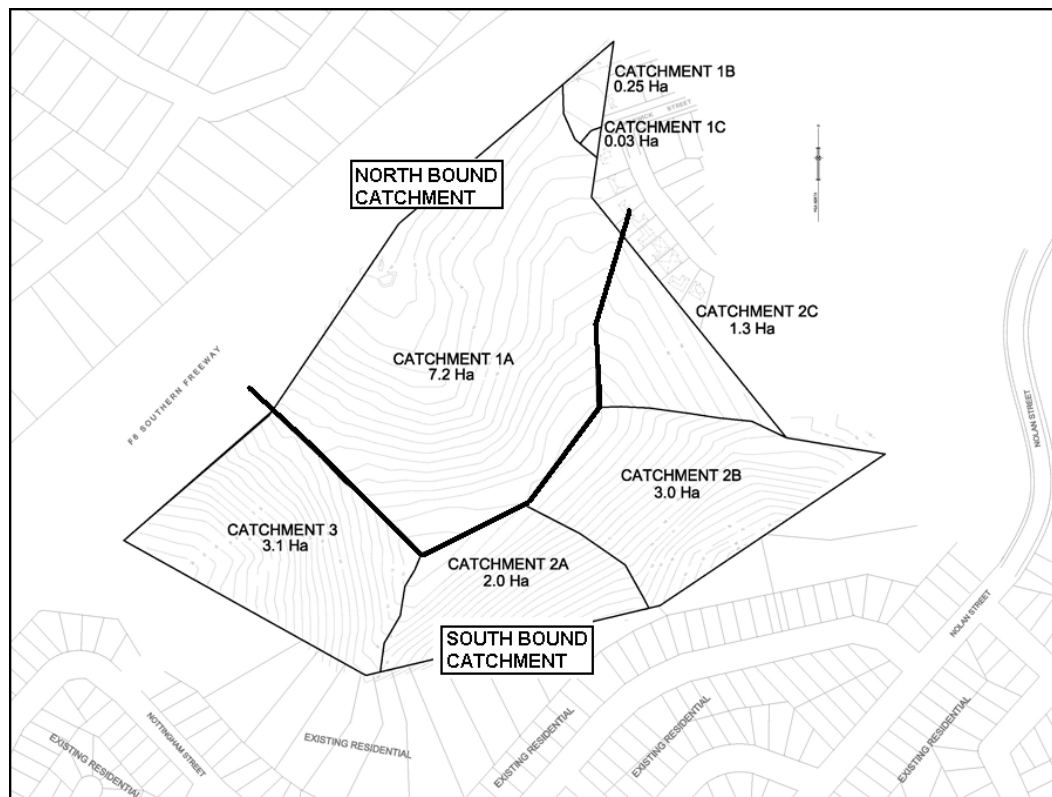 CATCHMENT 1B
0.25 Ha
STREET
CATCHMENT 1C
0.03 Ha
NORTH BOUND
CATCHMENT
CATCHMENT 2C
1.3 Ha
CATCHMENT 1A
7.2 Ha
F6 SOUTHERN FREEWAY
NOLAN STREET
CATCHMENT 2B
3.0 Ha
CATCHMENT 3
3.1 Ha
CATCHMENT 2A
2.0 Ha
NOLAN STREET
SOUTH BOUND
CATCHMENT
NOTTINGHAM STREET
EXISTING RESIDENTIAL
EXISTING RESIDENTIAL
EXISTING RESIDENTIAL
EXISTING RESIDENTIAL
EXISTING RESIDENTIAL